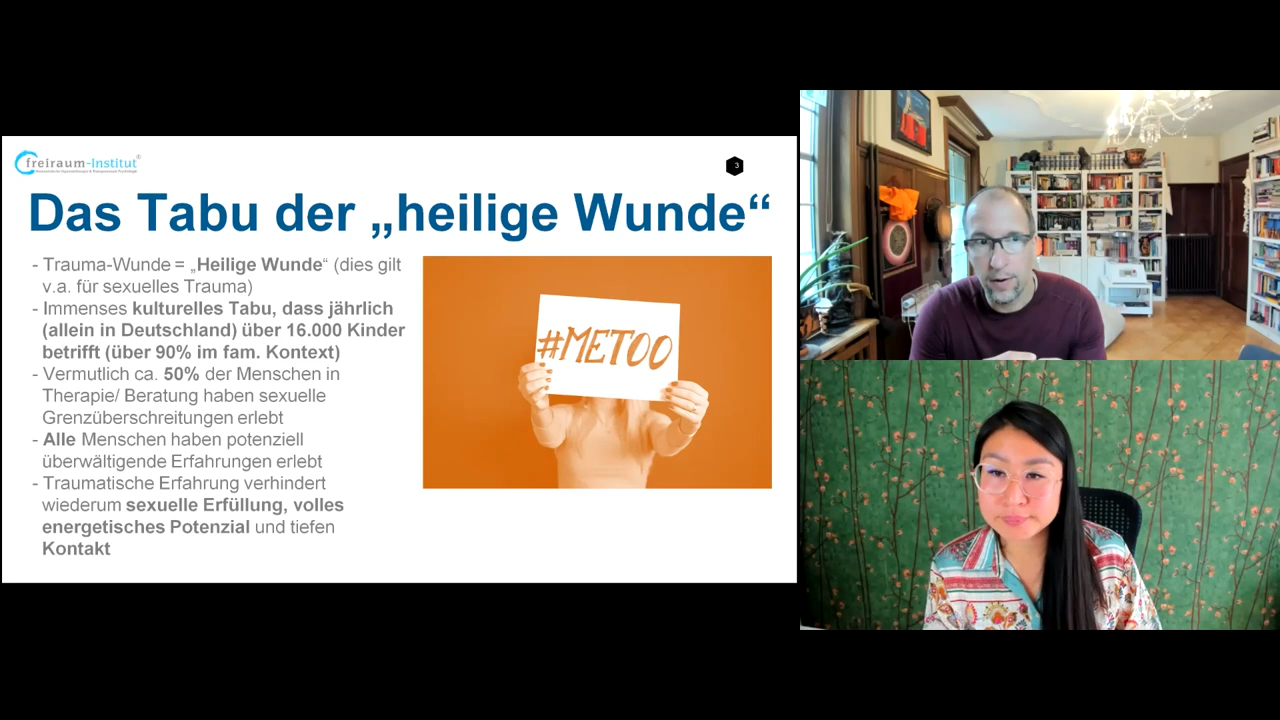 freiraum-Institut
3
Das Tabu der „heilige Wunde“
- Trauma-Wunde = „Heilige Wunde“ (dies gilt
v.a. für sexuelles Trauma)
- Immenses kulturelles Tabu, dass jährlich
(allein in Deutschland) über 16.000 Kinder
betrifft (über 90% im fam. Kontext)
- Vermutlich ca. 50% der Menschen in
Therapie/ Beratung haben sexuelle
Grenzüberschreitungen erlebt
- Alle Menschen haben potenziell
überwältigende Erfahrungen erlebt
- Traumatische Erfahrung verhindert
wiederum sexuelle Erfüllung, volles
energetisches Potenzial und tiefen
Kontakt
#METOO